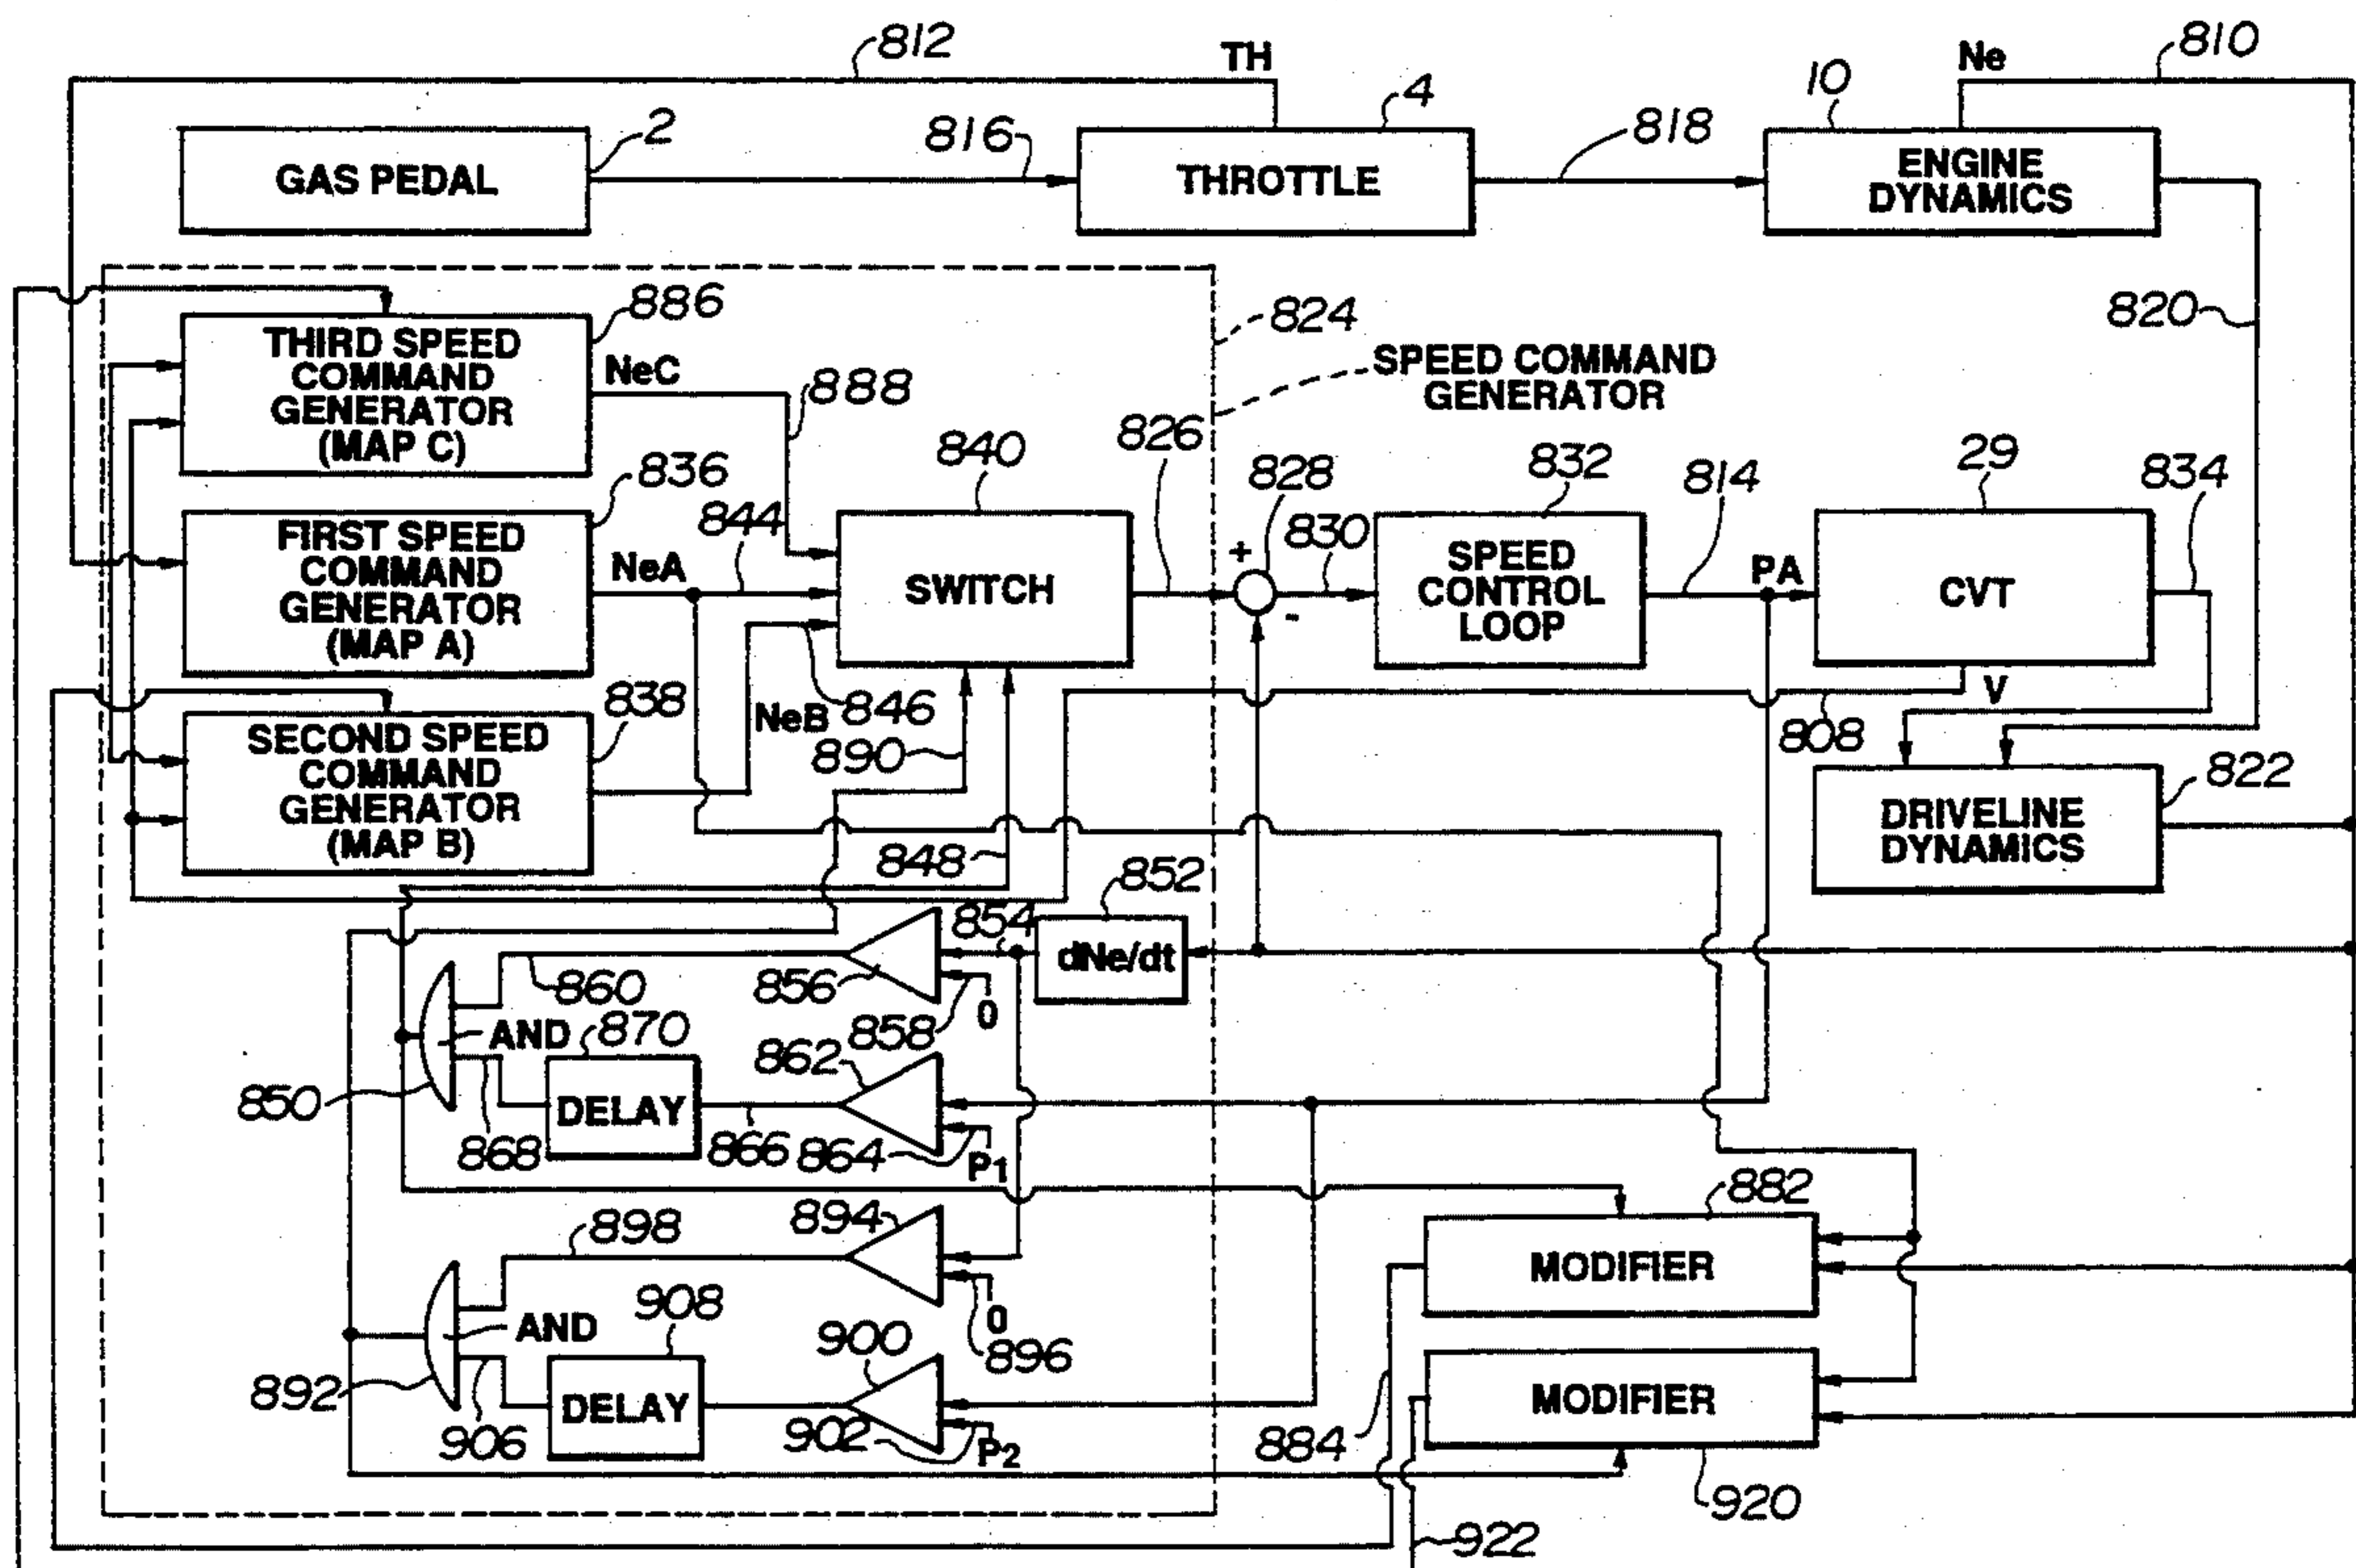 812
TH
Ne
810
2
816
4
818
10
GAS PEDAL
THROTTLE
ENGINE
DYNAMICS
820
886
824
THIRD SPEED
COMMAND
GENERATOR
(MAP C)
NeC
888
SPEED COMMAND
GENERATOR
836
844
840
826
828
830
832
814
29
834
FIRST SPEED
COMMAND
GENERATOR
(MAP A)
NeA
SWITCH
+
-
SPEED
CONTROL
LOOP
PA
CVT
838
NeB
846
890
V
808
822
SECOND SPEED
COMMAND
GENERATOR
(MAP B)
848
DRIVELINE
DYNAMICS
852
854
dNe/dt
860
856
858
0
AND
870
850
868
DELAY
866
862
864
P1
882
898
894
MODIFIER
0
896
AND
908
900
892
906
DELAY
902
P2
884
MODIFIER
920
922